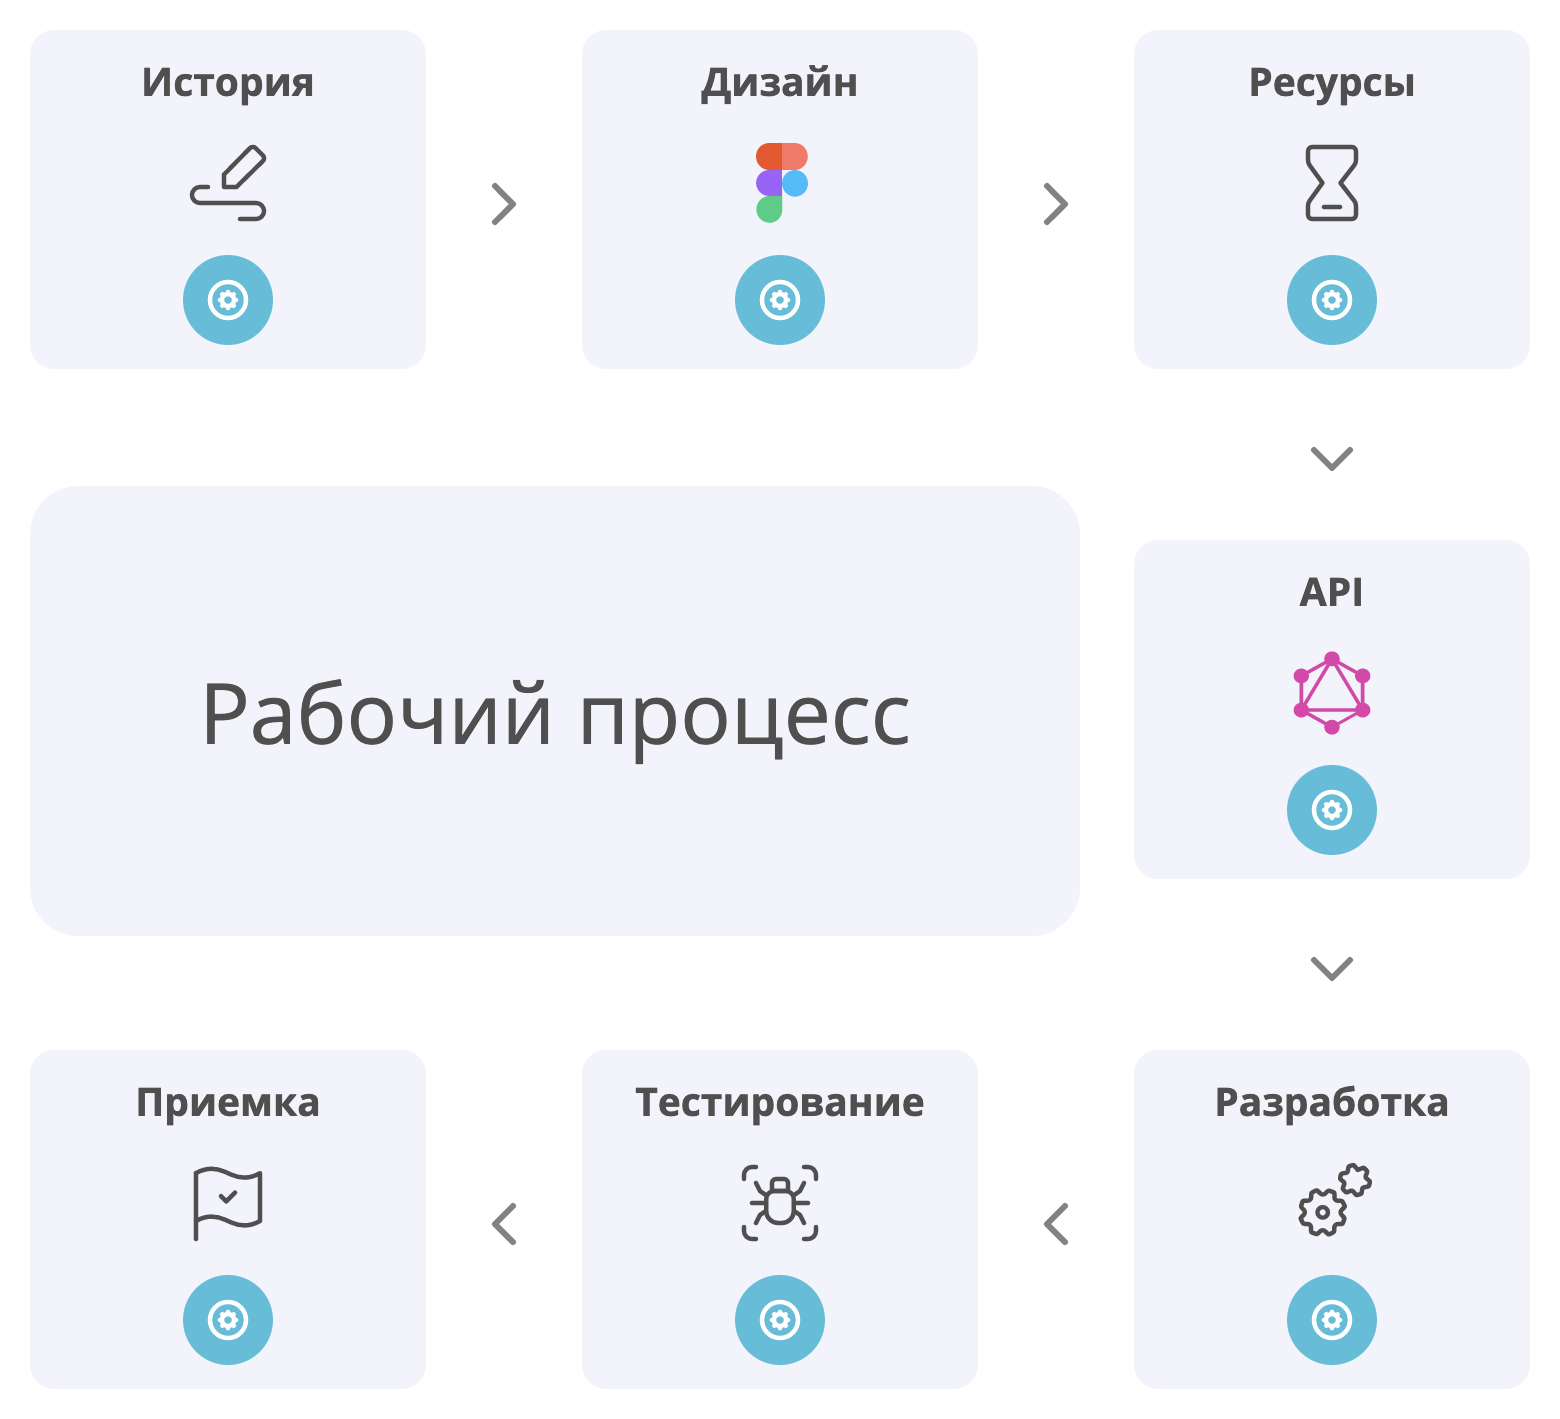 История
Дизайн
Ресурсы
Рабочий процесс
API
Приемка
Тестирование
Разработка